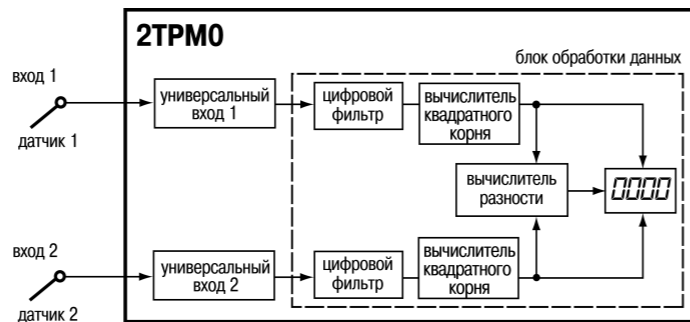 2ТРМ0
блок обработки данных
вход 1
датчик 1
универсальный
вход 1
цифровой
фильтр
вычислитель
квадратного
корня
вычислитель
разности
0000
вход 2
датчик 2
универсальный
вход 2
цифровой
фильтр
вычислитель
квадратного
корня